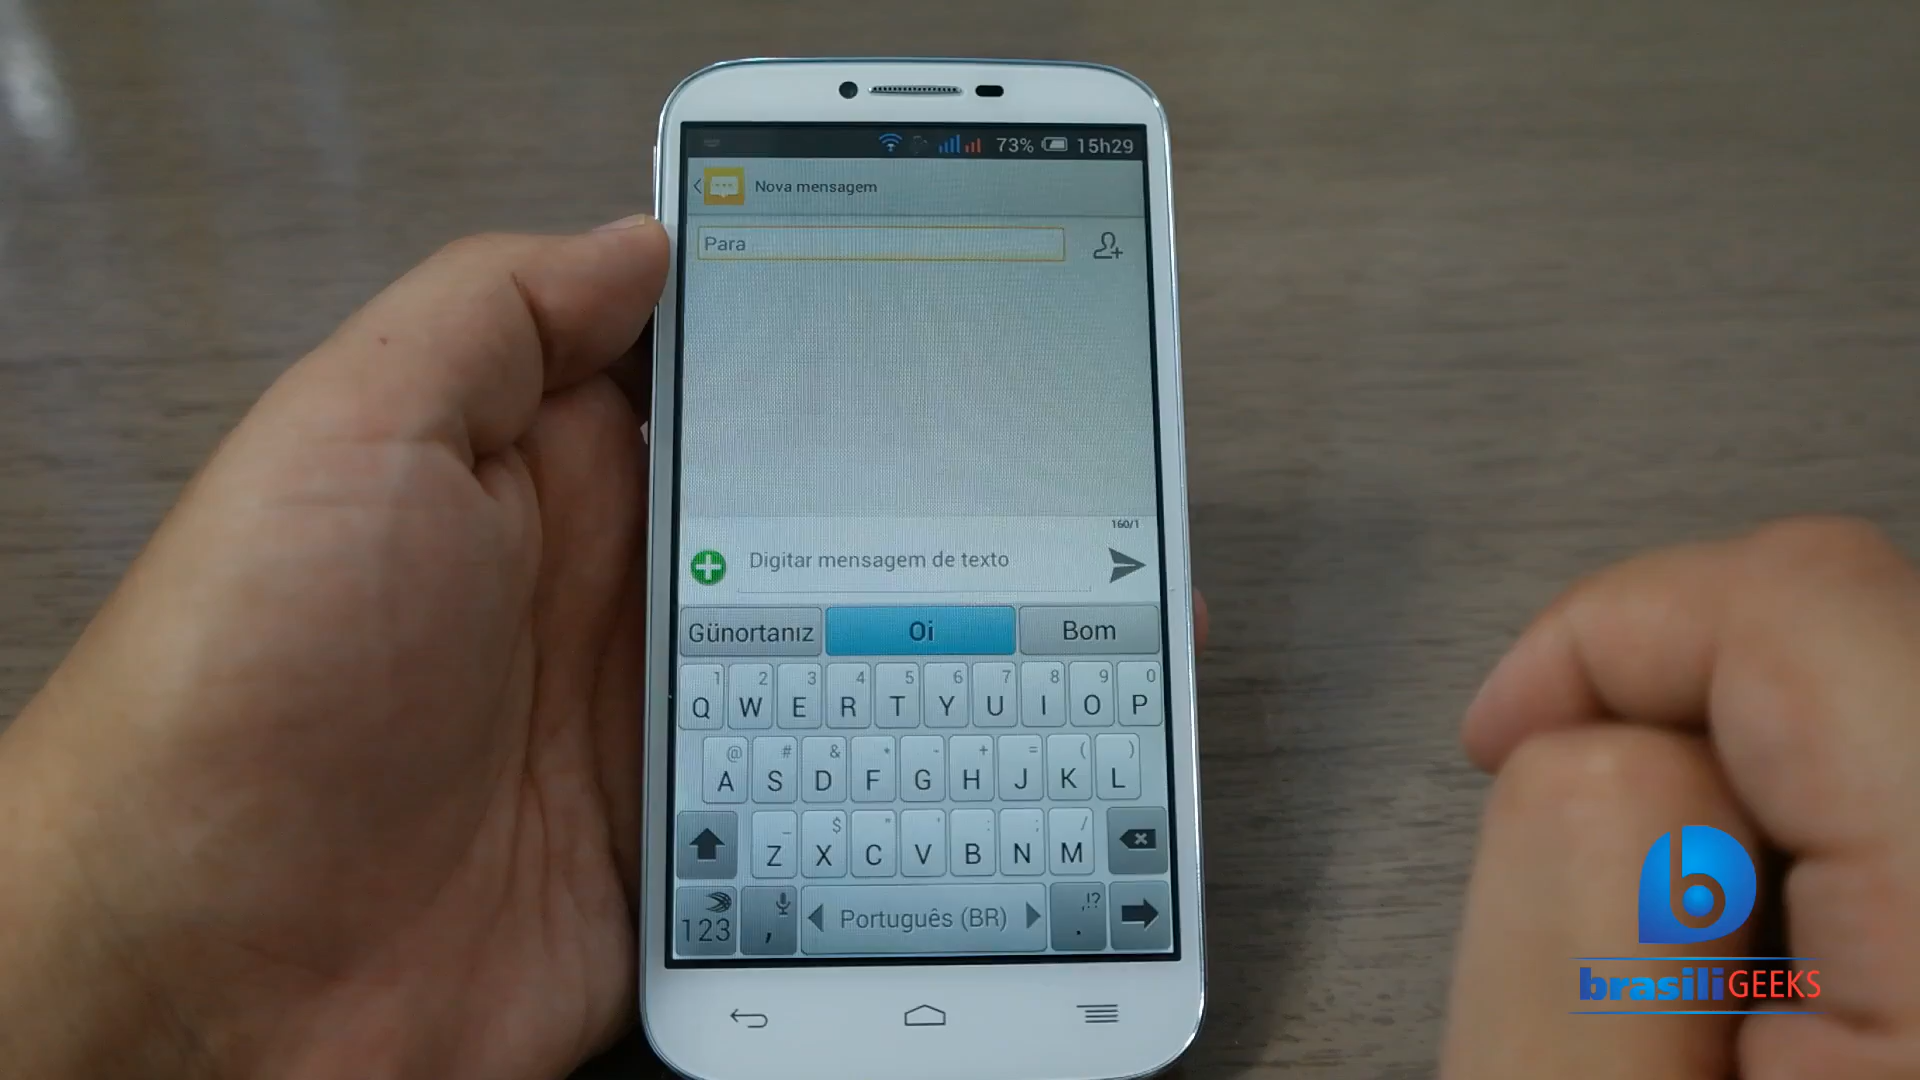 73% 15h29
Nova mensagem
Para
160/1
Digitar mensagem de texto
Günortanız Oi Bom
1 2 3 4 5 6 7 8 9 0
Q W E R T Y U I O P
@ # & * - + = ( )
A S D F G H J K L
_ $ " ' : ; /
Z X C V B N M
123 , Português (BR) ,!? .
b
brasiliGEEKS